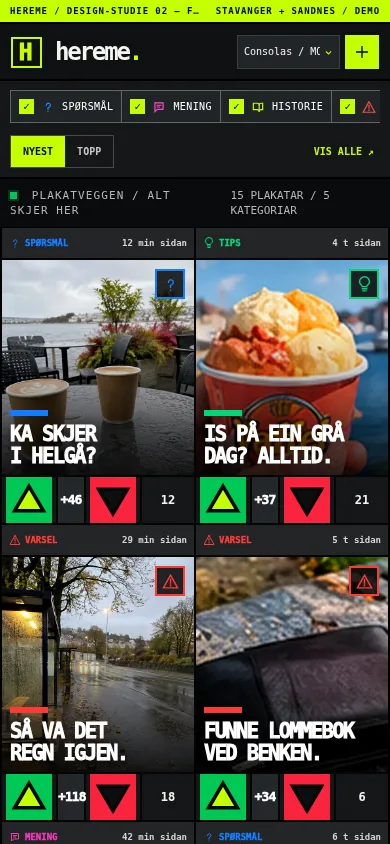 HEREME / DESIGN-STUDIE 02 — F…
STAVANGER + SANDNES / DEMO
H hereme.
Consolas / MC
+
SPØRSMÅL
MENING
HISTORIE
NYEST
TOPP
VIS ALLE ↗
PLAKATVEGGEN / ALT
SKJER HER
15 PLAKATAR / 5
KATEGORIAR
? SPØRSMÅL
12 min sidan
KA SKJER
I HELGÅ?
+46
12
TIPS
4 t sidan
IS PÅ EIN GRÅ
DAG? ALLTID.
+37
21
VARSEL
29 min sidan
SÅ VA DET
REGN IGJEN.
+118
18
VARSEL
5 t sidan
FUNNE LOMMEBOK
VED BENKEN.
+34
6
MENING
42 min sidan
? SPØRSMÅL
6 t sidan